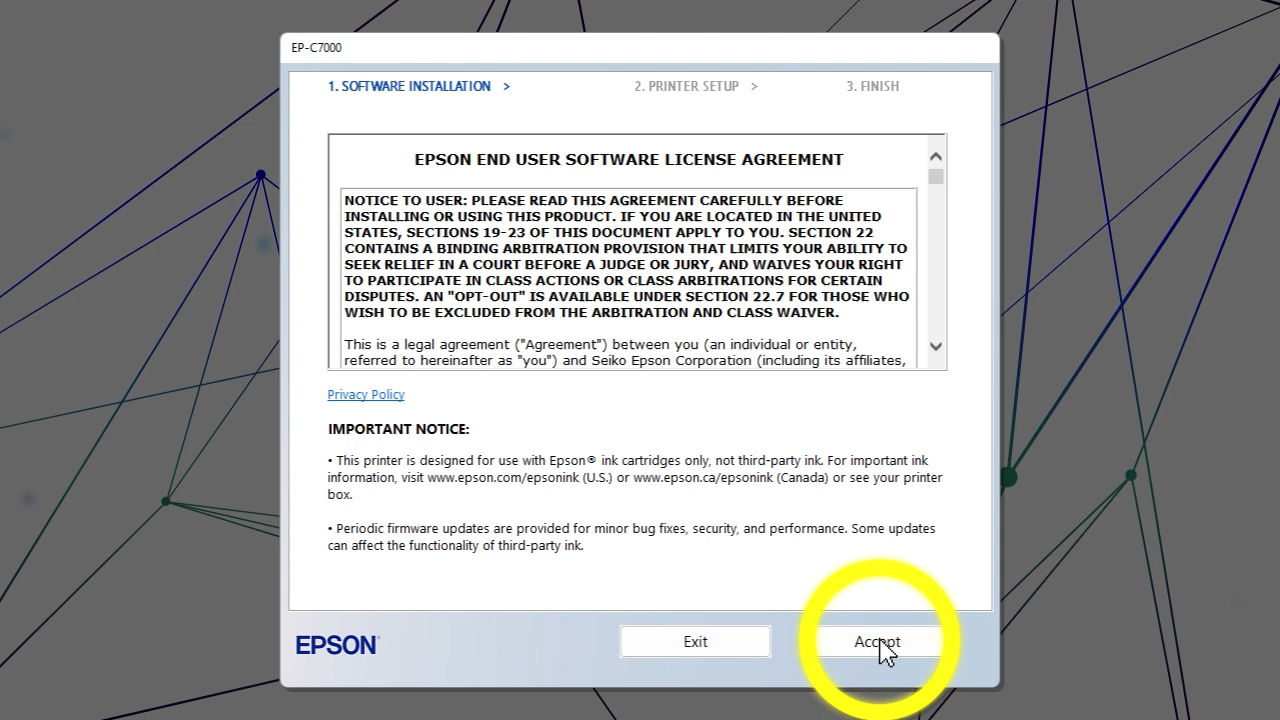 EP-C7000
1. SOFTWARE INSTALLATION > 2. PRINTER SETUP > 3. FINISH
EPSON END USER SOFTWARE LICENSE AGREEMENT
NOTICE TO USER: PLEASE READ THIS AGREEMENT CAREFULLY BEFORE
INSTALLING OR USING THIS PRODUCT. IF YOU ARE LOCATED IN THE UNITED
STATES, SECTIONS 19-23 OF THIS DOCUMENT APPLY TO YOU. SECTION 22
CONTAINS A BINDING ARBITRATION PROVISION THAT LIMITS YOUR ABILITY TO
SEEK RELIEF IN A COURT BEFORE A JUDGE OR JURY, AND WAIVES YOUR RIGHT
TO PARTICIPATE IN CLASS ACTIONS OR CLASS ARBITRATIONS FOR CERTAIN
DISPUTES. AN "OPT-OUT" IS AVAILABLE UNDER SECTION 22.7 FOR THOSE WHO
WISH TO BE EXCLUDED FROM THE ARBITRATION AND CLASS WAIVER.
This is a legal agreement ("Agreement") between you (an individual or entity,
referred to hereinafter as "you") and Seiko Epson Corporation (including its affiliates,
Privacy Policy
IMPORTANT NOTICE:
• This printer is designed for use with Epson® ink cartridges only, not third-party ink. For important ink
information, visit www.epson.com/epsonink (U.S.) or www.epson.ca/epsonink (Canada) or see your printer
box.
• Periodic firmware updates are provided for minor bug fixes, security, and performance. Some updates
can affect the functionality of third-party ink.
EPSON Exit Accept